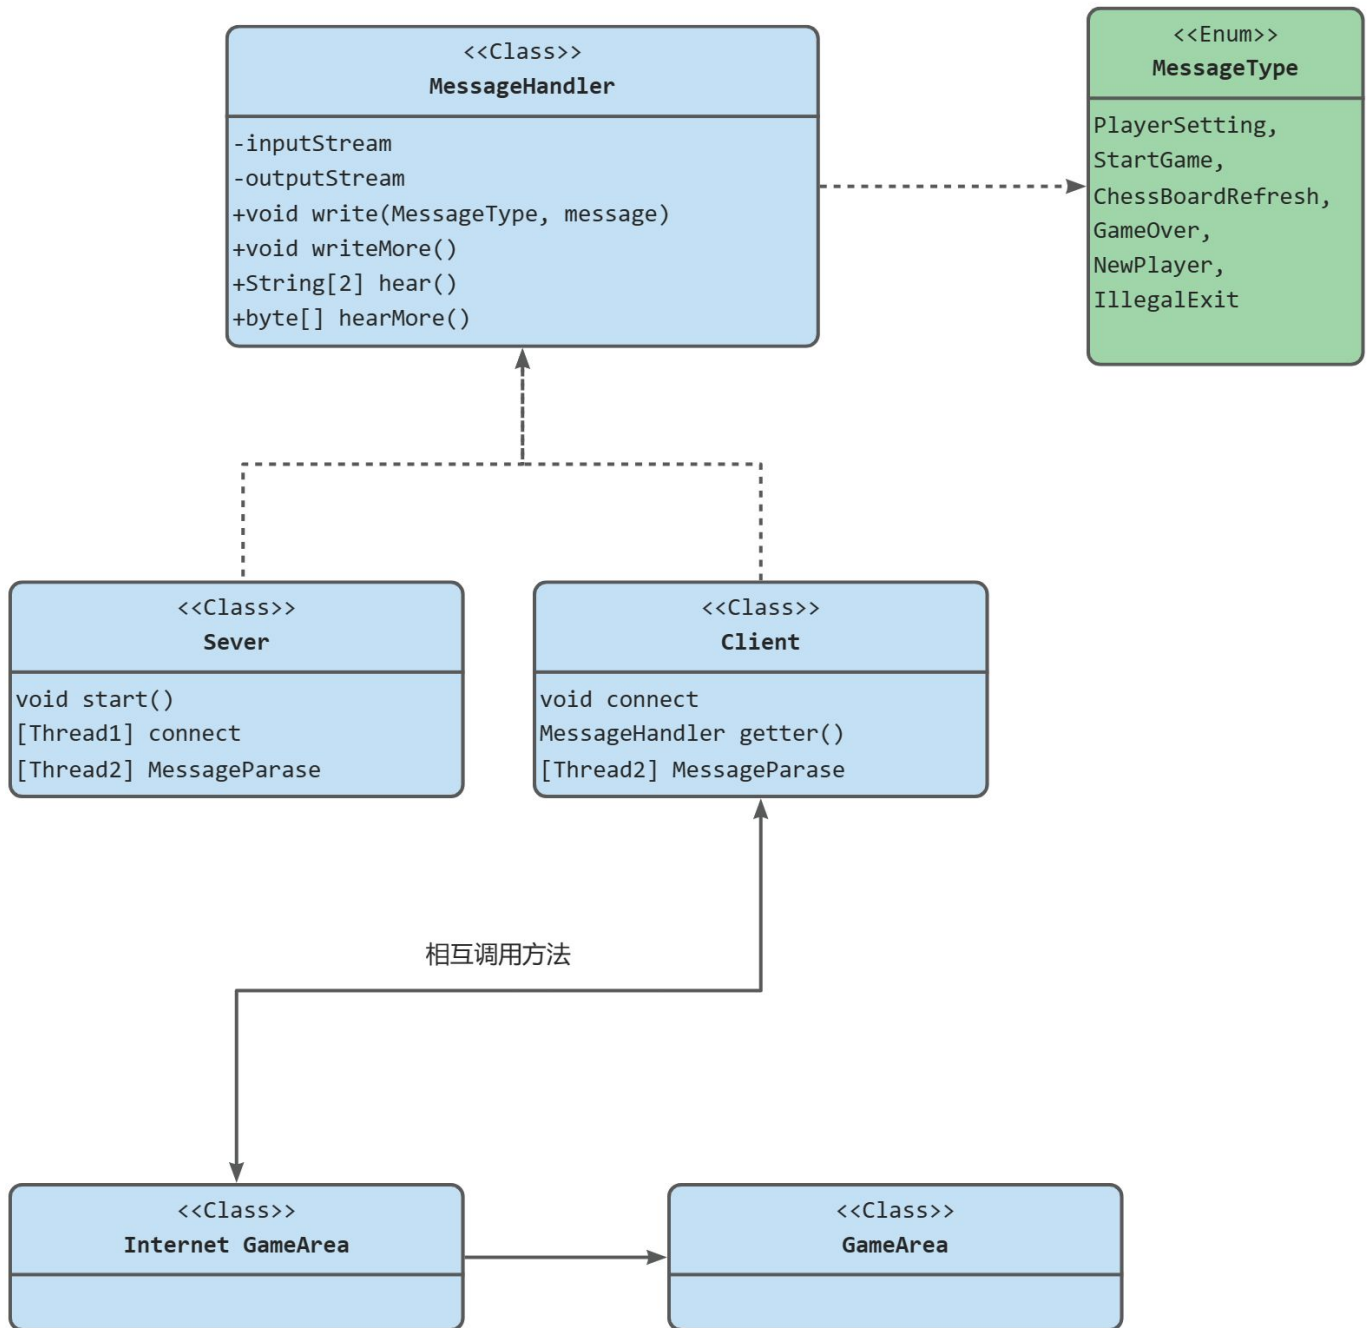 <<Class>>
MessageHandler
-inputStream
-outputStream
+void write(MessageType, message)
+void writeMore()
+String[2] hear()
+byte[] hearMore()
<<Enum>>
MessageType
PlayerSetting,
StartGame,
ChessBoardRefresh,
GameOver,
NewPlayer,
IllegalExit
<<Class>>
Sever
void start()
[Thread1] connect
[Thread2] MessageParase
<<Class>>
Client
void connect
MessageHandler getter()
[Thread2] MessageParase
相互调用方法
<<Class>>
Internet GameArea
<<Class>>
GameArea